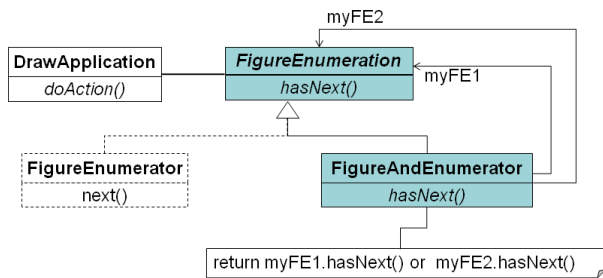 myFE2
DrawApplication
doAction()
FigureEnumeration
hasNext()
myFE1
FigureEnumerator
next()
FigureAndEnumerator
hasNext()
return myFE1.hasNext() or myFE2.hasNext()